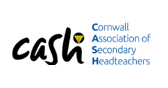 cash
Cornwall
Association of
Secondary
Headteachers